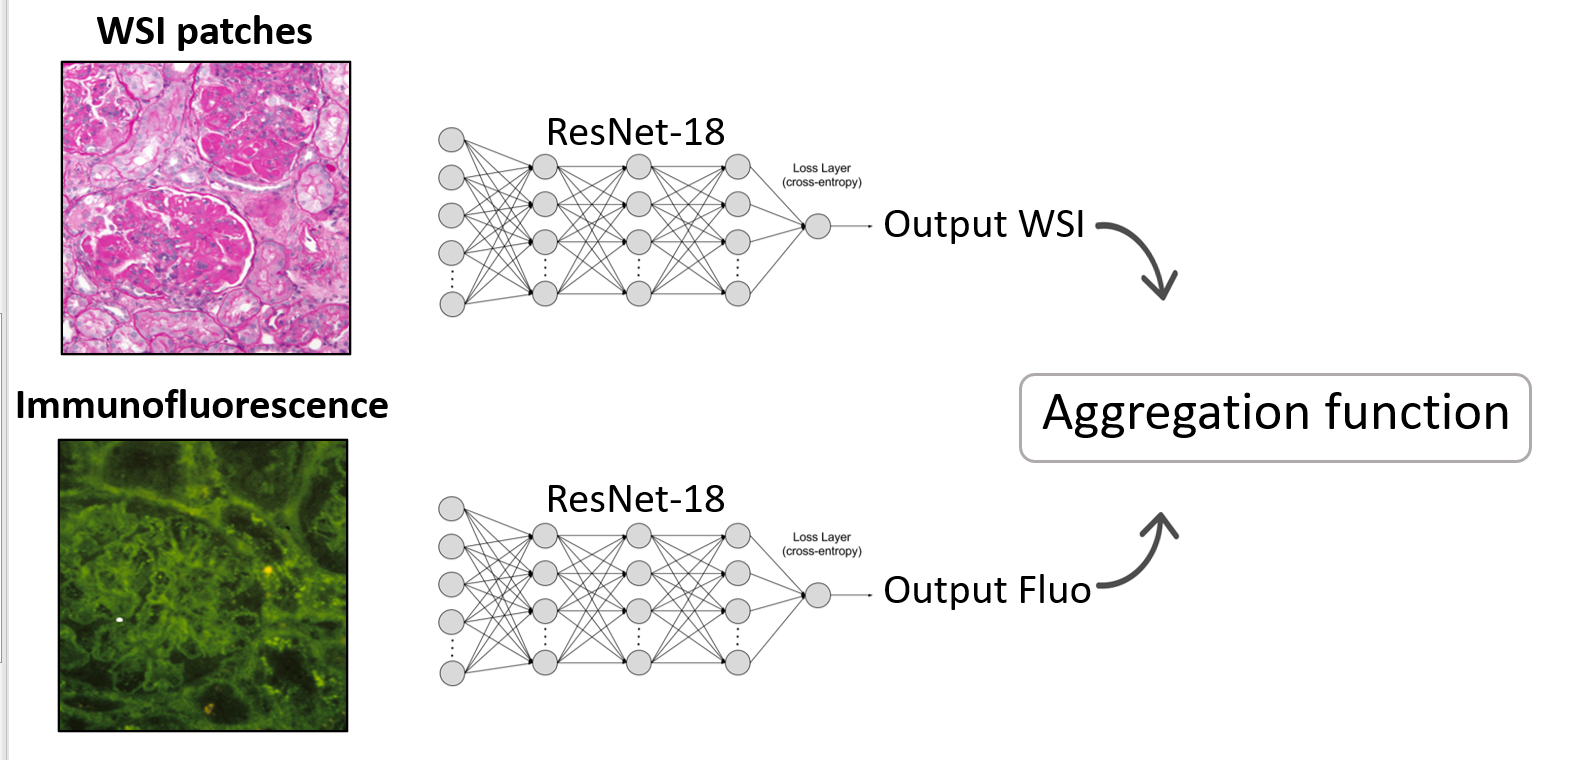 WSI patches
ResNet-18
Loss Layer
(cross-entropy)
Output WSI
Immunofluorescence
Aggregation function
ResNet-18
Loss Layer
(cross-entropy)
Output Fluo